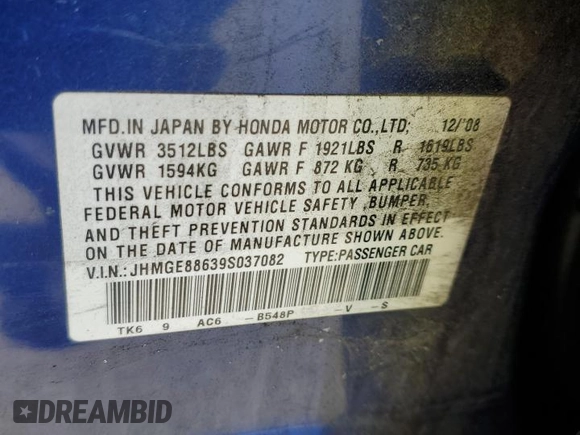 MFD.IN JAPAN BY HONDA MOTOR CO.,LTD; 12/'08
GVWR 3512LBS GAWR F 1921LBS R 1619LBS
GVWR 1594KG GAWR F 872 KG R 735 KG
THIS VEHICLE CONFORMS TO ALL APPLICABLE
FEDERAL MOTOR VEHICLE SAFETY ,BUMPER,
AND THEFT PREVENTION STANDARDS IN EFFECT
ON THE DATE OF MANUFACTURE SHOWN ABOVE.
V.I.N.: JHMGE88639S037082 TYPE:PASSENGER CAR
TK6 9 AC6 -B548P -V -S
DREAMBID